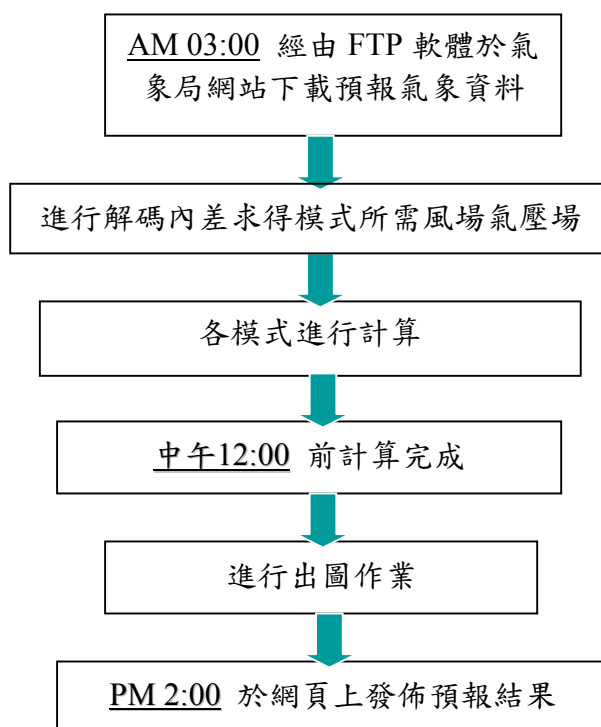 AM 03:00 經由 FTP 軟體於氣
象局網站下載預報氣象資料
進行解碼內差求得模式所需風場氣壓場
各模式進行計算
中午12:00 前計算完成
進行出圖作業
PM 2:00 於網頁上發佈預報結果